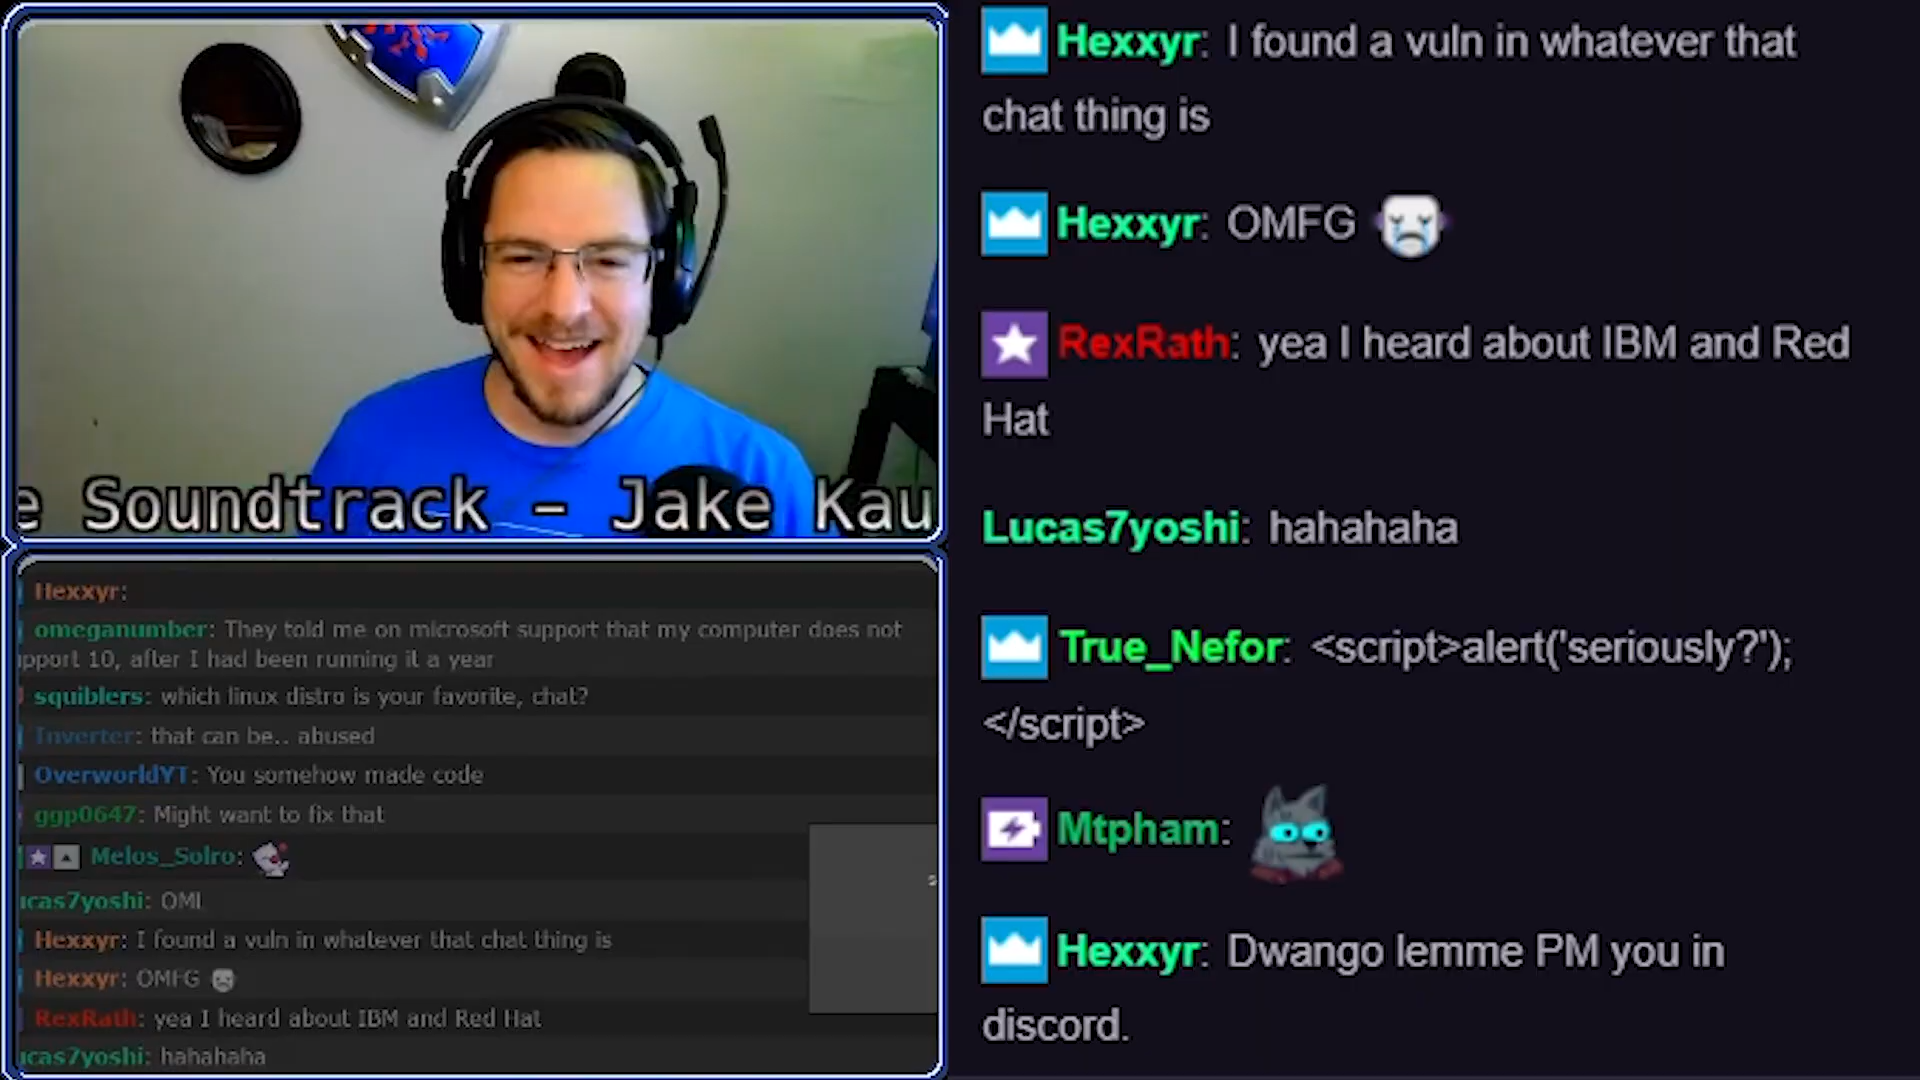 e Soundtrack - Jake Kau
Hexxyr:
omeganumber: They told me on microsoft support that my computer does not
pport 10, after I had been running it a year
squiblers: which linux distro is your favorite, chat?
Inverter: that can be.. abused
OverworldYT: You somehow made code
ggp0647: Might want to fix that
Melos_Solro:
ucas7yoshi: OML
Hexxyr: I found a vuln in whatever that chat thing is
Hexxyr: OMFG
RexRath: yea I heard about IBM and Red Hat
ucas7yoshi: hahahaha
Hexxyr: I found a vuln in whatever that
chat thing is
Hexxyr: OMFG
RexRath: yea I heard about IBM and Red
Hat
Lucas7yoshi: hahahaha
True_Nefor: <script>alert('seriously?');
</script>
Mtpham:
Hexxyr: Dwango lemme PM you in
discord.